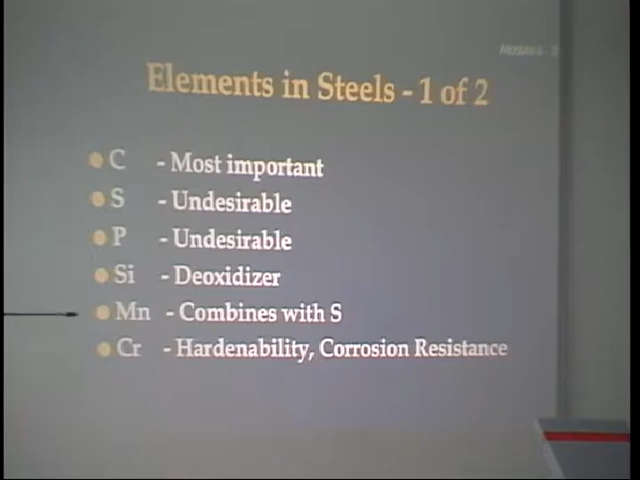 Elements in Steels - 1 of 2
C - Most important
S - Undesirable
P - Undesirable
Si - Deoxidizer
Mn - Combines with S
Cr - Hardenability, Corrosion Resistance